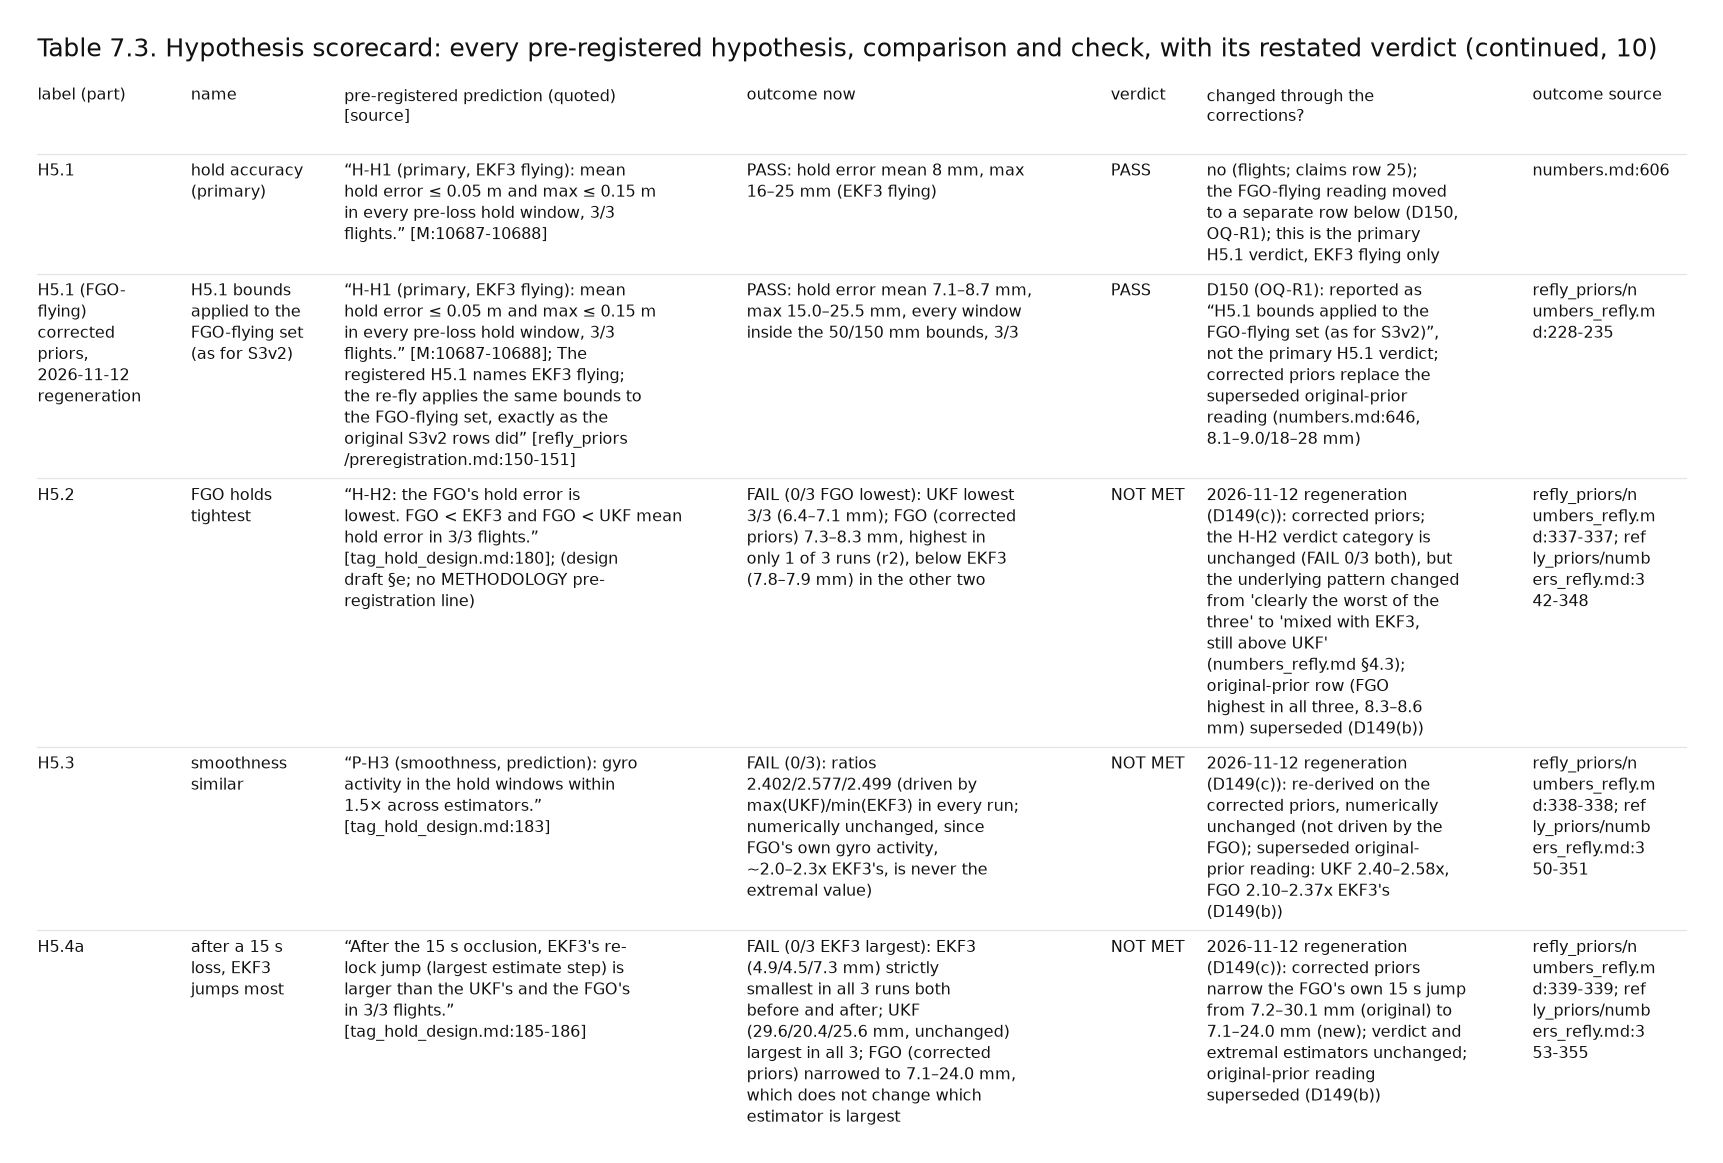 Table 7.3. Hypothesis scorecard: every pre-registered hypothesis, comparison and check, with its restated verdict (continued, 10)
label (part)
name
pre-registered prediction (quoted)
[source]
outcome now
verdict
changed through the
corrections?
outcome source
H5.1
hold accuracy
(primary)
“H-H1 (primary, EKF3 flying): mean
hold error ≤ 0.05 m and max ≤ 0.15 m
in every pre-loss hold window, 3/3
flights.” [M:10687-10688]
PASS: hold error mean 8 mm, max
16–25 mm (EKF3 flying)
PASS
no (flights; claims row 25);
the FGO-flying reading moved
to a separate row below (D150,
OQ-R1); this is the primary
H5.1 verdict, EKF3 flying only
numbers.md:606
H5.1 (FGO-
flying)
corrected
priors,
2026-11-12
regeneration
H5.1 bounds
applied to the
FGO-flying set
(as for S3v2)
“H-H1 (primary, EKF3 flying): mean
hold error ≤ 0.05 m and max ≤ 0.15 m
in every pre-loss hold window, 3/3
flights.” [M:10687-10688]; The
registered H5.1 names EKF3 flying;
the re-fly applies the same bounds to
the FGO-flying set, exactly as the
original S3v2 rows did” [refly_priors
/preregistration.md:150-151]
PASS: hold error mean 7.1–8.7 mm,
max 15.0–25.5 mm, every window
inside the 50/150 mm bounds, 3/3
PASS
D150 (OQ-R1): reported as
“H5.1 bounds applied to the
FGO-flying set (as for S3v2)”,
not the primary H5.1 verdict;
corrected priors replace the
superseded original-prior
reading (numbers.md:646,
8.1–9.0/18–28 mm)
refly_priors/n
umbers_refly.m
d:228-235
H5.2
FGO holds
tightest
“H-H2: the FGO's hold error is
lowest. FGO < EKF3 and FGO < UKF mean
hold error in 3/3 flights.”
[tag_hold_design.md:180]; (design
draft §e; no METHODOLOGY pre-
registration line)
FAIL (0/3 FGO lowest): UKF lowest
3/3 (6.4–7.1 mm); FGO (corrected
priors) 7.3–8.3 mm, highest in
only 1 of 3 runs (r2), below EKF3
(7.8–7.9 mm) in the other two
NOT MET
2026-11-12 regeneration
(D149(c)): corrected priors;
the H-H2 verdict category is
unchanged (FAIL 0/3 both), but
the underlying pattern changed
from 'clearly the worst of the
three' to 'mixed with EKF3,
still above UKF'
(numbers_refly.md §4.3);
original-prior row (FGO
highest in all three, 8.3–8.6
mm) superseded (D149(b))
refly_priors/n
umbers_refly.m
d:337-337; ref
ly_priors/numb
ers_refly.md:3
42-348
H5.3
smoothness
similar
“P-H3 (smoothness, prediction): gyro
activity in the hold windows within
1.5× across estimators.”
[tag_hold_design.md:183]
FAIL (0/3): ratios
2.402/2.577/2.499 (driven by
max(UKF)/min(EKF3) in every run;
numerically unchanged, since
FGO's own gyro activity,
~2.0–2.3x EKF3's, is never the
extremal value)
NOT MET
2026-11-12 regeneration
(D149(c)): re-derived on the
corrected priors, numerically
unchanged (not driven by the
FGO); superseded original-
prior reading: UKF 2.40–2.58x,
FGO 2.10–2.37x EKF3's
(D149(b))
refly_priors/n
umbers_refly.m
d:338-338; ref
ly_priors/numb
ers_refly.md:3
50-351
H5.4a
after a 15 s
loss, EKF3
jumps most
“After the 15 s occlusion, EKF3's re-
lock jump (largest estimate step) is
larger than the UKF's and the FGO's
in 3/3 flights.”
[tag_hold_design.md:185-186]
FAIL (0/3 EKF3 largest): EKF3
(4.9/4.5/7.3 mm) strictly
smallest in all 3 runs both
before and after; UKF
(29.6/20.4/25.6 mm, unchanged)
largest in all 3; FGO (corrected
priors) narrowed to 7.1–24.0 mm,
which does not change which
estimator is largest
NOT MET
2026-11-12 regeneration
(D149(c)): corrected priors
narrow the FGO's own 15 s jump
from 7.2–30.1 mm (original) to
7.1–24.0 mm (new); verdict and
extremal estimators unchanged;
original-prior reading
superseded (D149(b))
refly_priors/n
umbers_refly.m
d:339-339; ref
ly_priors/numb
ers_refly.md:3
53-355